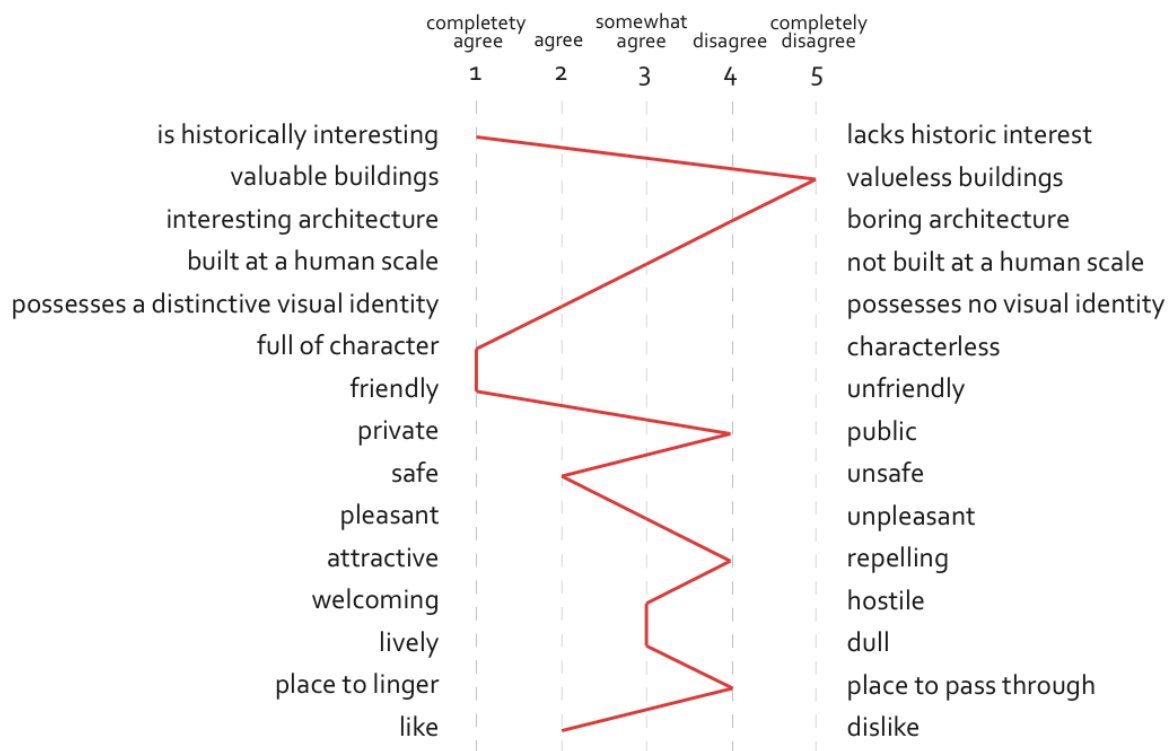 completety agree
agree
somewhat agree
disagree
completely disagree
1 2 3 4 5
is historically interesting lacks historic interest
valuable buildings valueless buildings
interesting architecture boring architecture
built at a human scale not built at a human scale
possesses a distinctive visual identity possesses no visual identity
full of character characterless
friendly unfriendly
private public
safe unsafe
pleasant unpleasant
attractive repelling
welcoming hostile
lively dull
place to linger place to pass through
like dislike